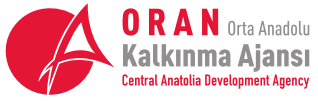 ORAN Orta Anadolu
Kalkınma Ajansı
Central Anatolia Development Agency